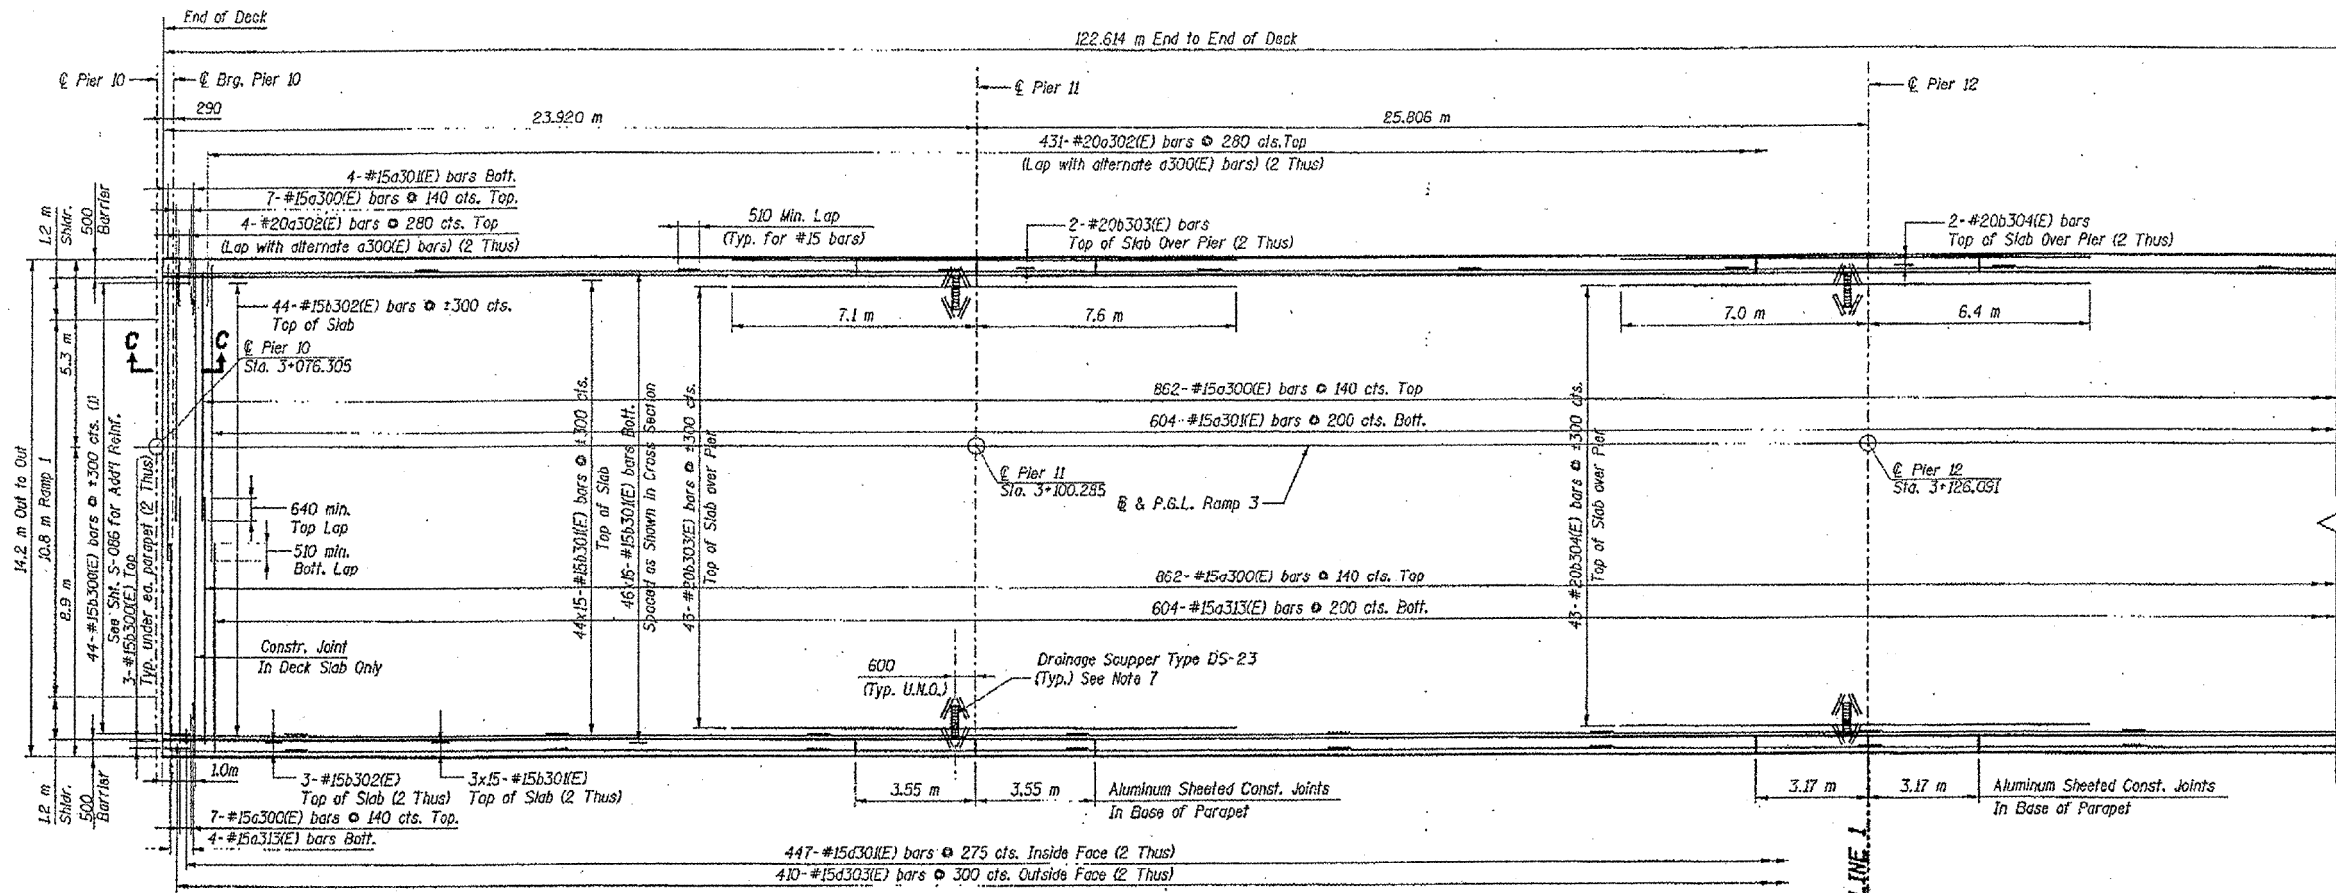 End of Deck
122.614 m End to End of Deck
℄ Pier 10
℄ Brg. Pier 10
℄ Pier 11
℄ Pier 12
290
23.920 m
25.806 m
431-#20a302(E) bars @ 280 cts.Top
(Lap with alternate a300(E) bars) (2 Thus)
4-#15a301(E) bars Bott.
7-#15a300(E) bars @ 140 cts. Top.
4-#20a302(E) bars @ 280 cts. Top
(Lap with alternate a300(E) bars) (2 Thus)
1.2 m
Shldr.
500
Barrier
510 Min. Lap
(Typ. for #15 bars)
2-#20b303(E) bars
Top of Slab Over Pier (2 Thus)
2-#20b304(E) bars
Top of Slab Over Pier (2 Thus)
44-#15b302(E) bars @ ±300 cts.
Top of Slab
7.1 m
7.6 m
7.0 m
6.4 m
C
C
℄ Pier 10
Sta. 3+076.305
5.3 m
14.2 m Out to Out
10.8 m Ramp 1
8.9 m
44-#15b300(E) bars @ ±300 cts. (1)
See Sht. S-086 for Add'l Reinf.
3-#15b300(E) Top
Typ. under ea. parapet (2 Thus)
44x15-#15b301(E) bars @ ±300 cts.
Top of Slab
46x16-#15b301(E) bars Bott.
Spaced as Shown in Cross Section
43-#20b303(E) bars @ ±300 cts.
Top of Slab over Pier
43-#20b304(E) bars @ ±300 cts.
Top of Slab over Pier
862-#15a300(E) bars @ 140 cts. Top
604-#15a301(E) bars @ 200 cts. Bott.
℄ Pier 11
Sta. 3+100.285
℄ Pier 12
Sta. 3+126.091
& P.G.L. Ramp 3
640 min.
Top Lap
510 min.
Bott. Lap
862-#15a300(E) bars @ 140 cts. Top
604-#15a313(E) bars @ 200 cts. Bott.
Constr. Joint
In Deck Slab Only
600
(Typ. U.N.O.)
Drainage Scupper Type DS-23
(Typ.) See Note 7
1.0m
1.2 m
Shldr.
500
Barrier
3-#15b302(E)
Top of Slab (2 Thus)
3x15-#15b301(E)
Top of Slab (2 Thus)
3.55 m
3.55 m
Aluminum Sheeted Const. Joints
In Base of Parapet
3.17 m
3.17 m
Aluminum Sheeted Const. Joints
In Base of Parapet
7-#15a300(E) bars @ 140 cts. Top.
4-#15a313(E) bars Bott.
447-#15d301(E) bars @ 275 cts. Inside Face (2 Thus)
410-#15d303(E) bars @ 300 cts. Outside Face (2 Thus)
LINE 1